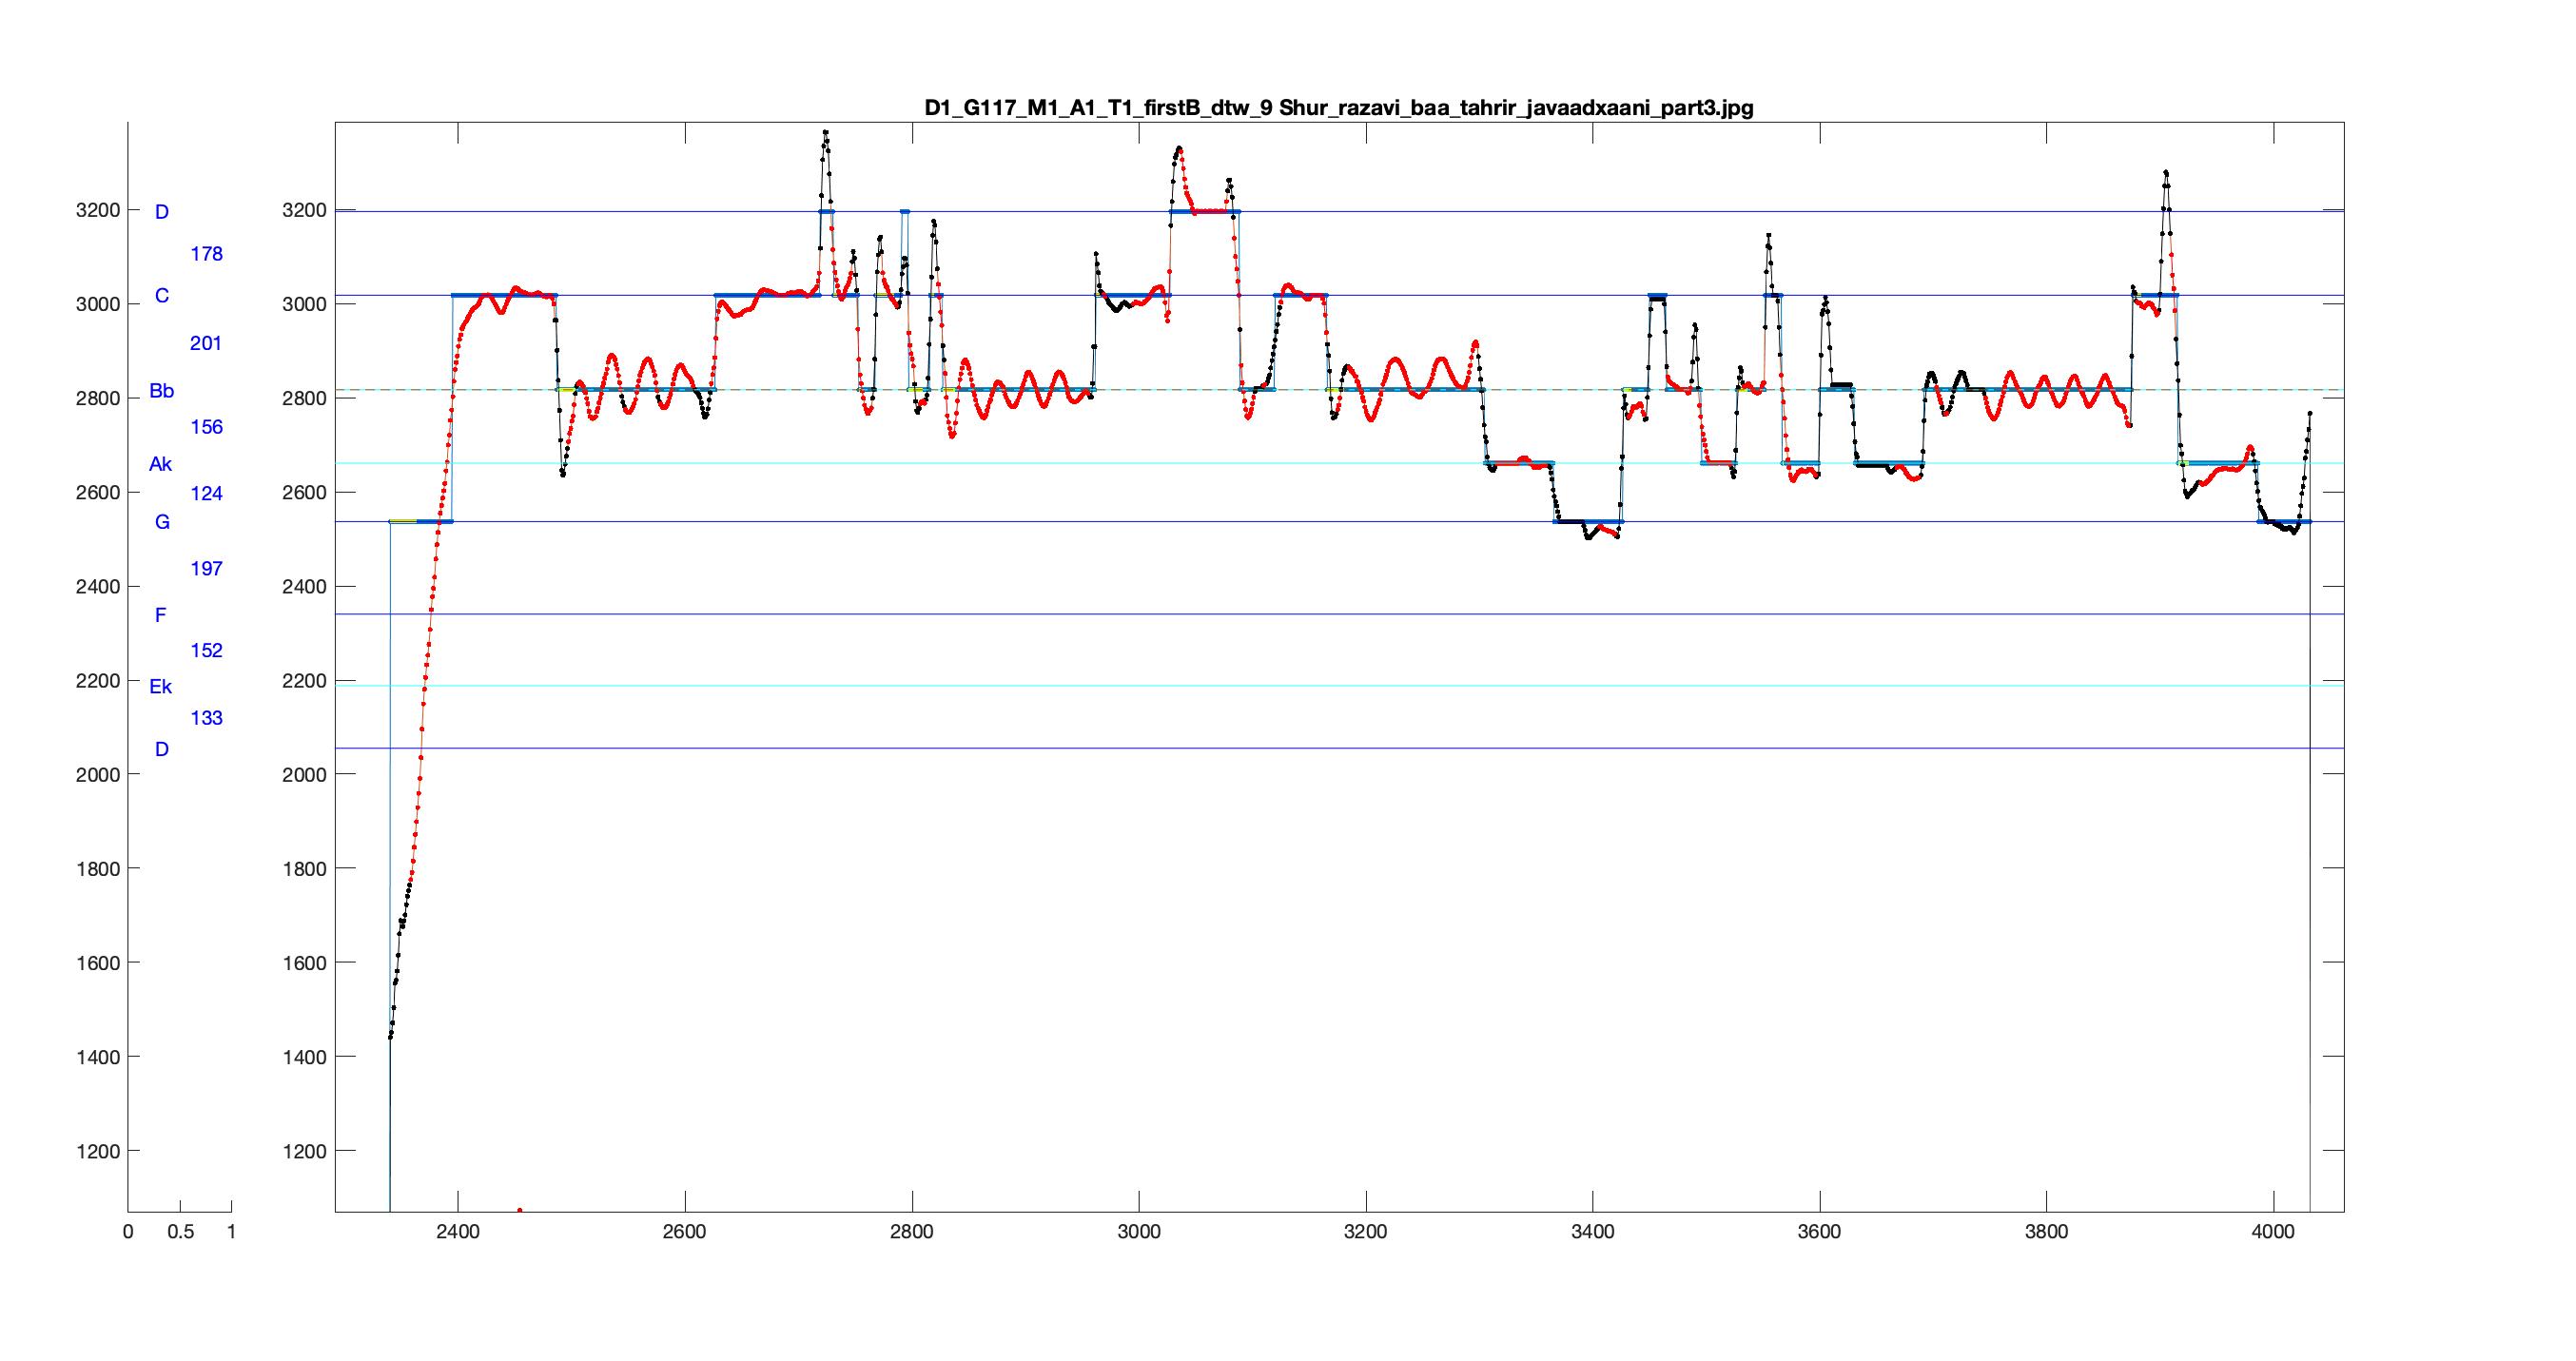 D1_G117_M1_A1_T1_firstB_dtw_9 Shur_razavi_baa_tahrir_javaadxaani_part3.jpg
3200 D 3200
178
3000 C 3000
201
2800 Bb 2800
156
Ak
2600 124 2600
G
2400 197 2400
F
152
2200 Ek 2200
133
D
2000 2000
1800 1800
1600 1600
1400 1400
1200 1200
0 0.5 1 2400 2600 2800 3000 3200 3400 3600 3800 4000